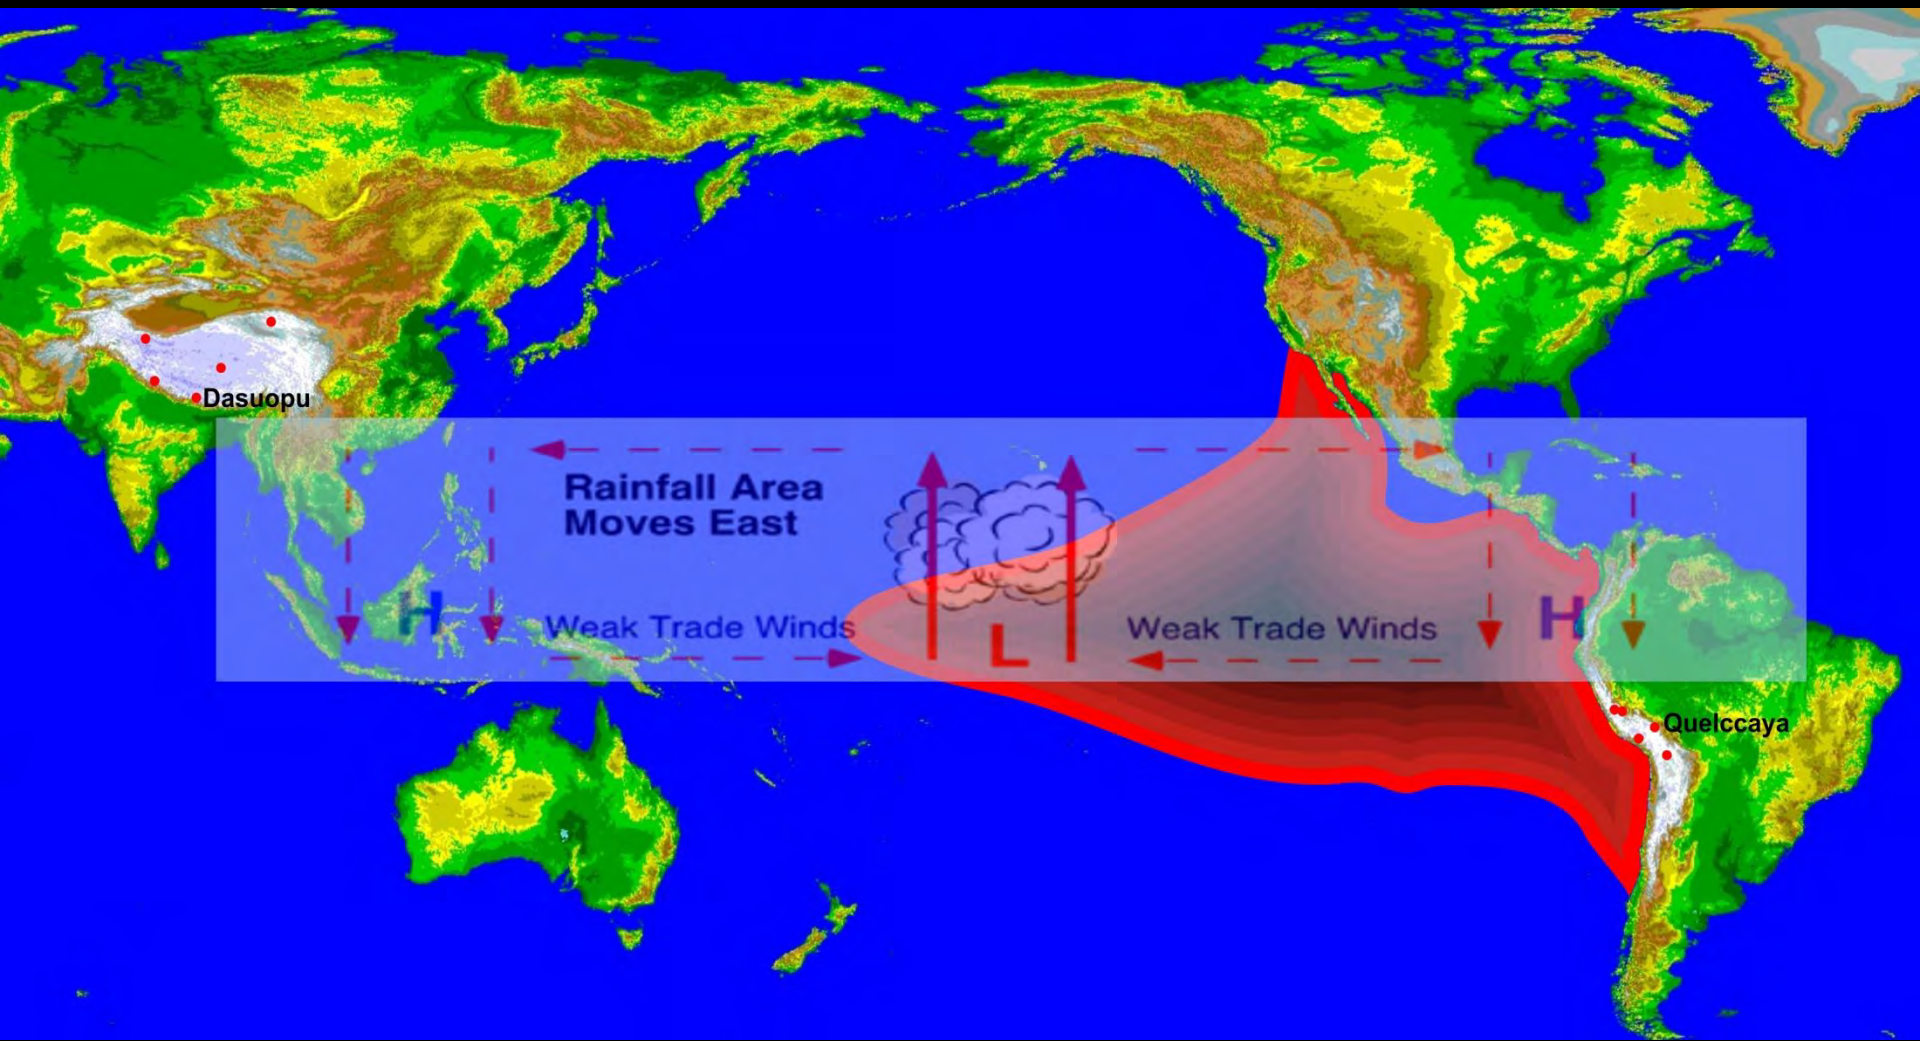 Dasuopu
Rainfall Area
Moves East
H
Weak Trade Winds
L
Weak Trade Winds
H
Quelccaya